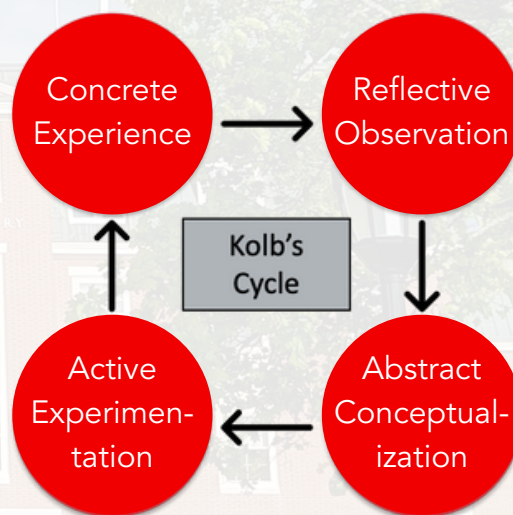 Concrete
Experience
Reflective
Observation
Kolb's
Cycle
Active
Experimen-
tation
Abstract
Conceptual-
ization